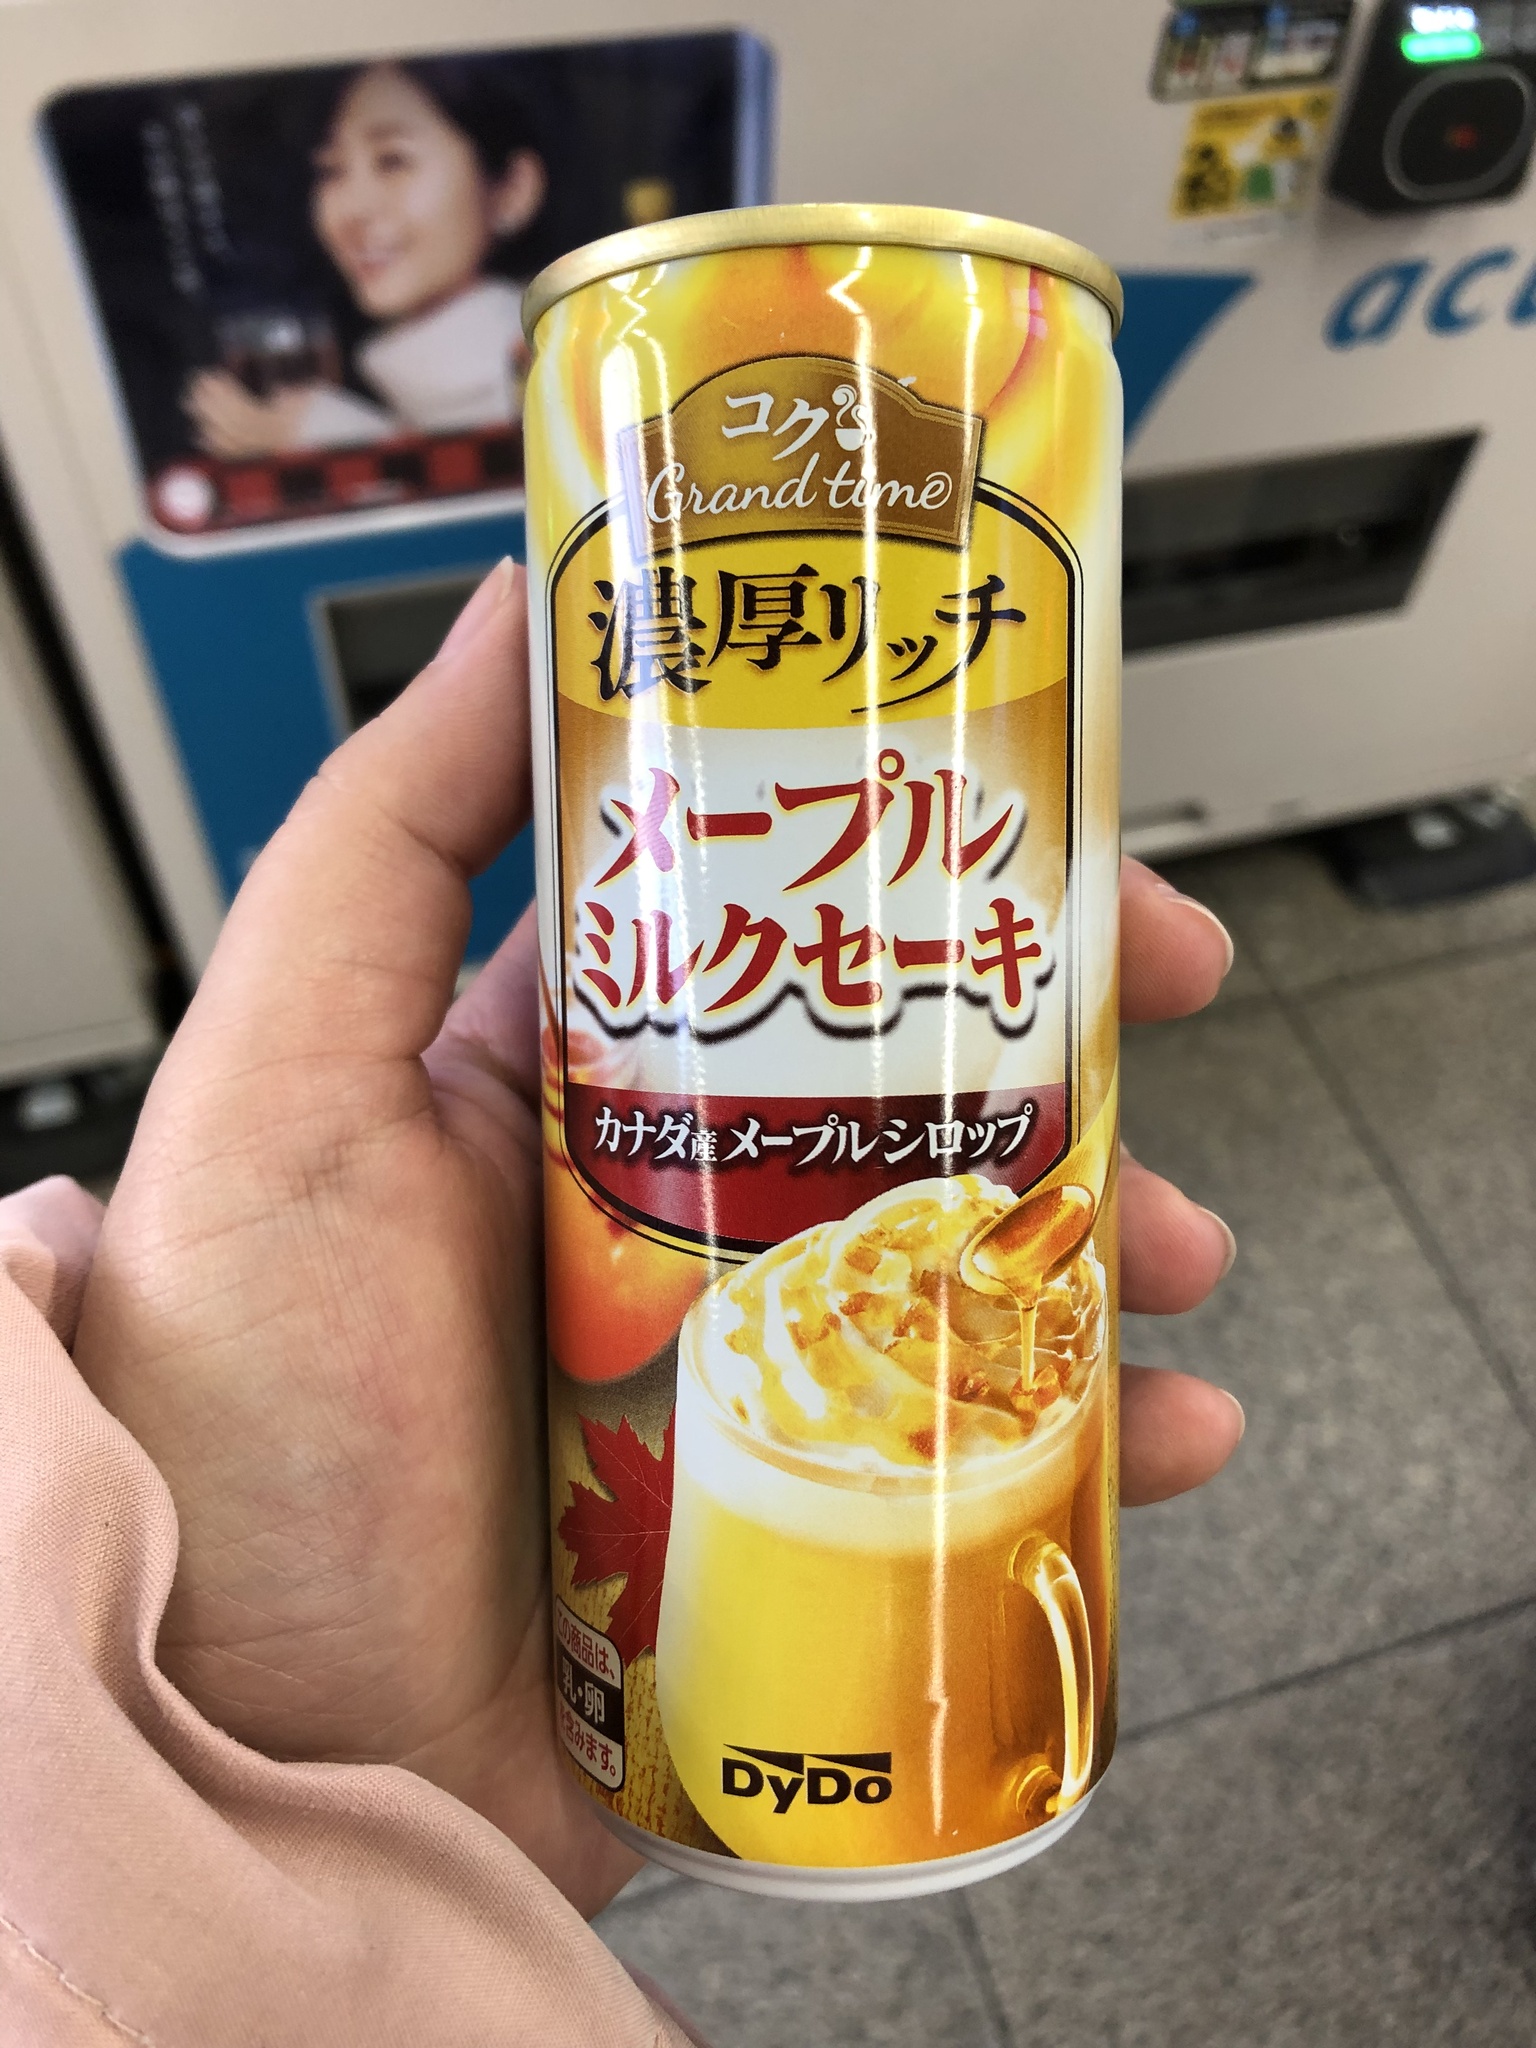 コク
Grand time
濃厚リッチ
メープル
ミルクセーキ
カナダ産メープルシロップ
この商品は、
乳・卵
を含みます。
DyDo